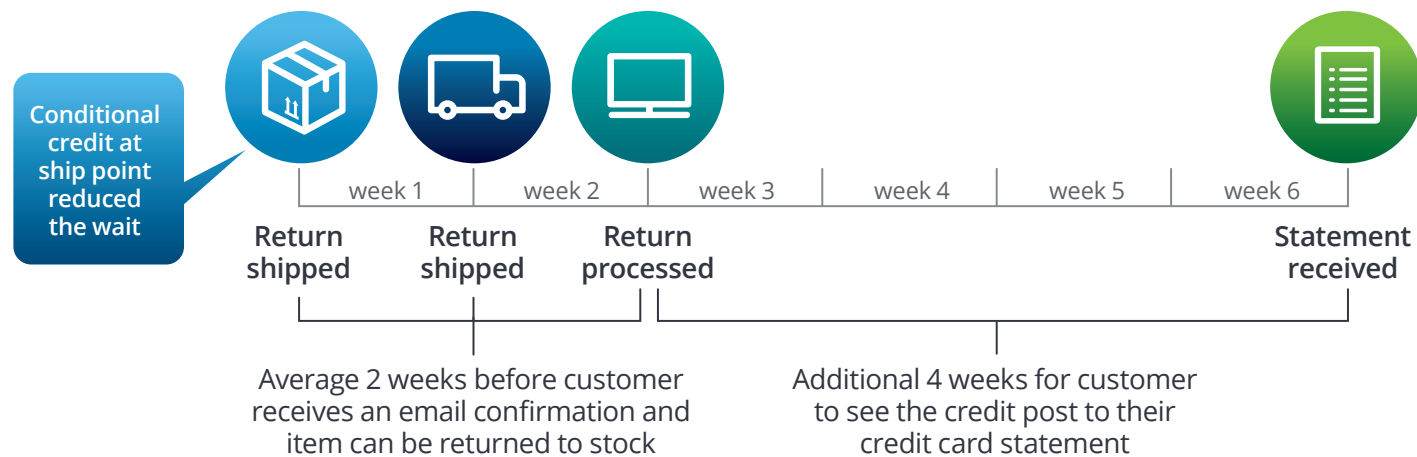 Conditional
credit at
ship point
reduced
the wait
week 1
week 2
week 3
week 4
week 5
week 6
Return
shipped
Return
shipped
Return
processed
Statement
received
Average 2 weeks before customer
receives an email confirmation and
item can be returned to stock
Additional 4 weeks for customer
to see the credit post to their
credit card statement